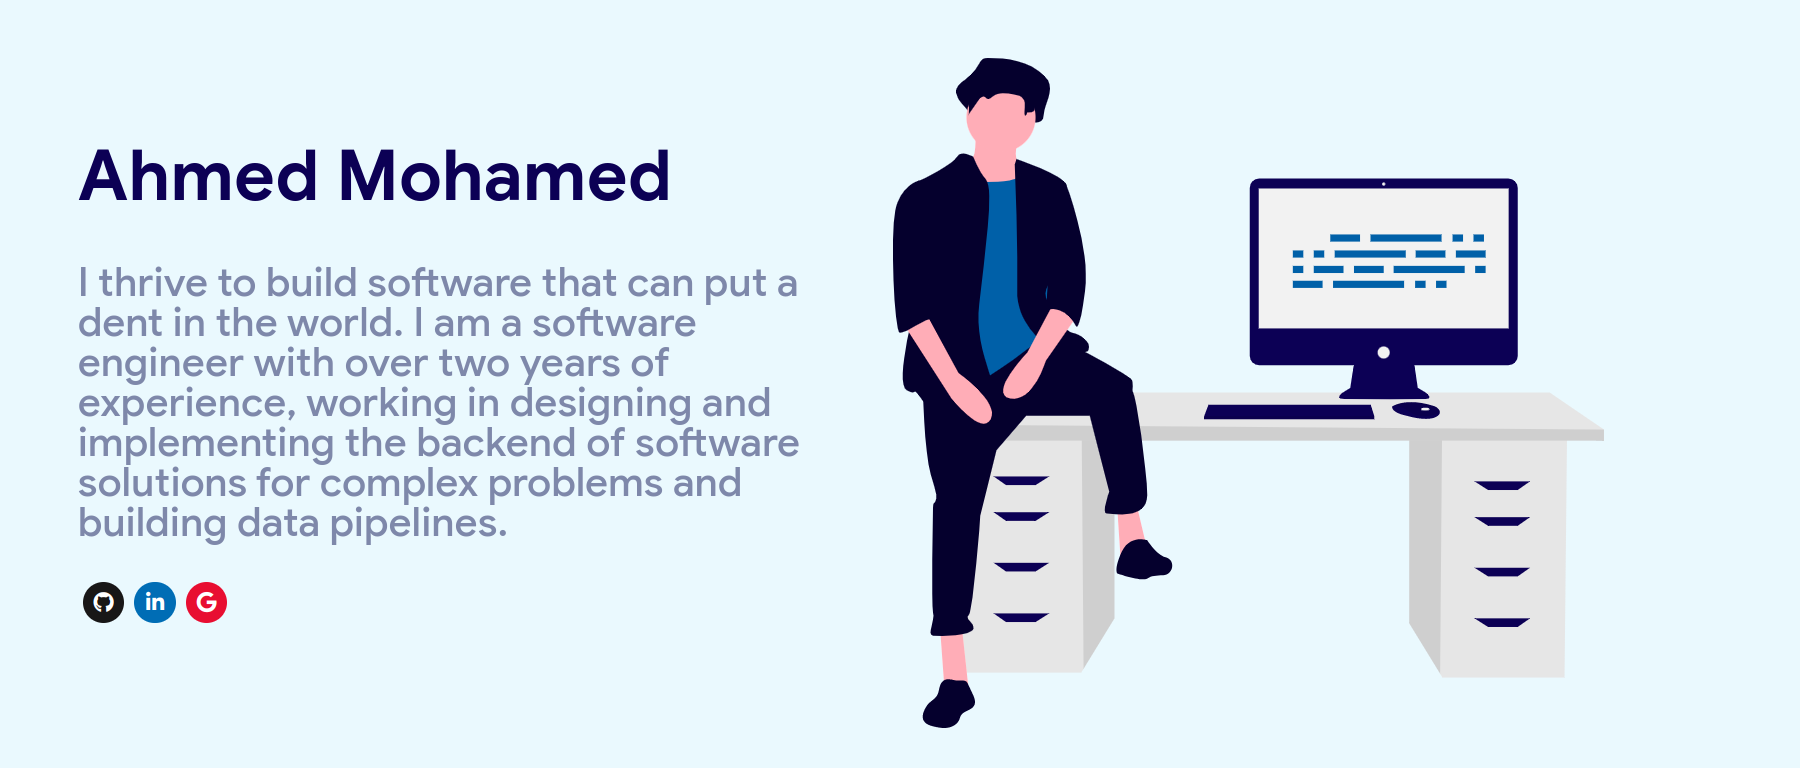 Ahmed Mohamed
I thrive to build software that can put a
dent in the world. I am a software
engineer with over two years of
experience, working in designing and
implementing the backend of software
solutions for complex problems and
building data pipelines.
in G